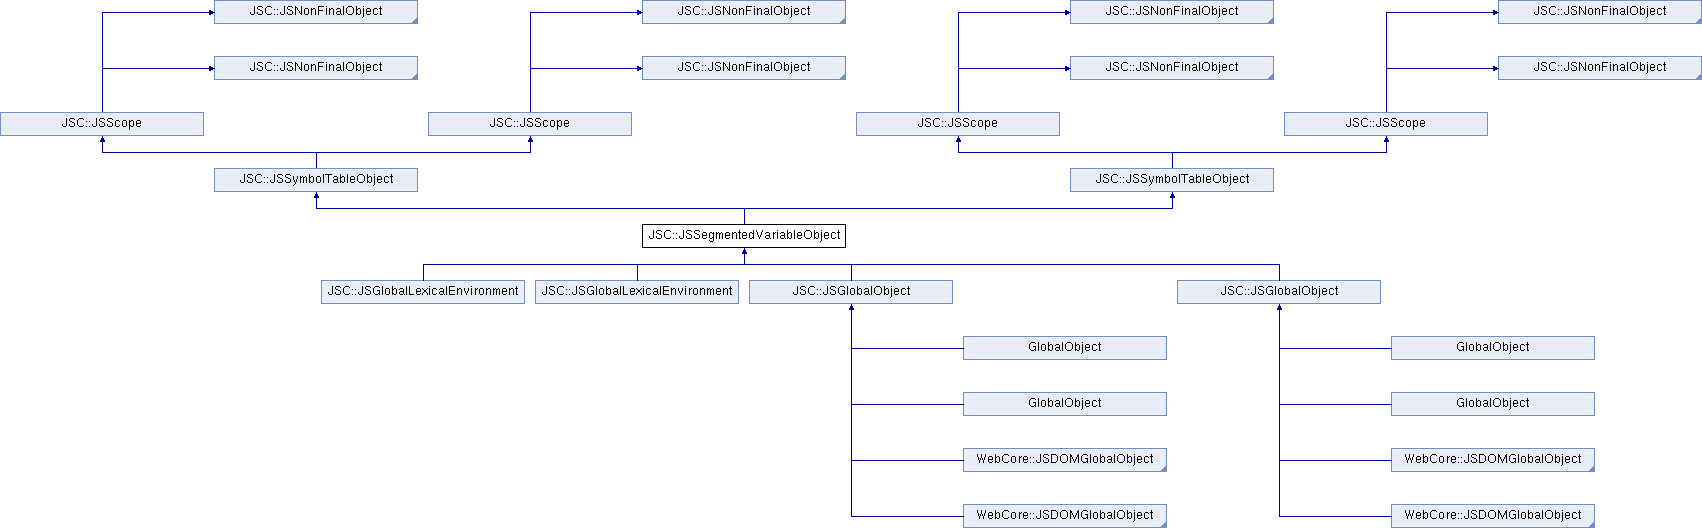 JSC::JSNonFinalObject
JSC::JSNonFinalObject
JSC::JSNonFinalObject
JSC::JSNonFinalObject
JSC::JSNonFinalObject
JSC::JSNonFinalObject
JSC::JSNonFinalObject
JSC::JSNonFinalObject
JSC::JSScope
JSC::JSScope
JSC::JSScope
JSC::JSScope
JSC::JSSymbolTableObject
JSC::JSSymbolTableObject
JSC::JSSegmentedVariableObject
JSC::JSGlobalLexicalEnvironment
JSC::JSGlobalLexicalEnvironment
JSC::JSGlobalObject
JSC::JSGlobalObject
GlobalObject
GlobalObject
GlobalObject
GlobalObject
WebCore::JSDOMGlobalObject
WebCore::JSDOMGlobalObject
WebCore::JSDOMGlobalObject
WebCore::JSDOMGlobalObject